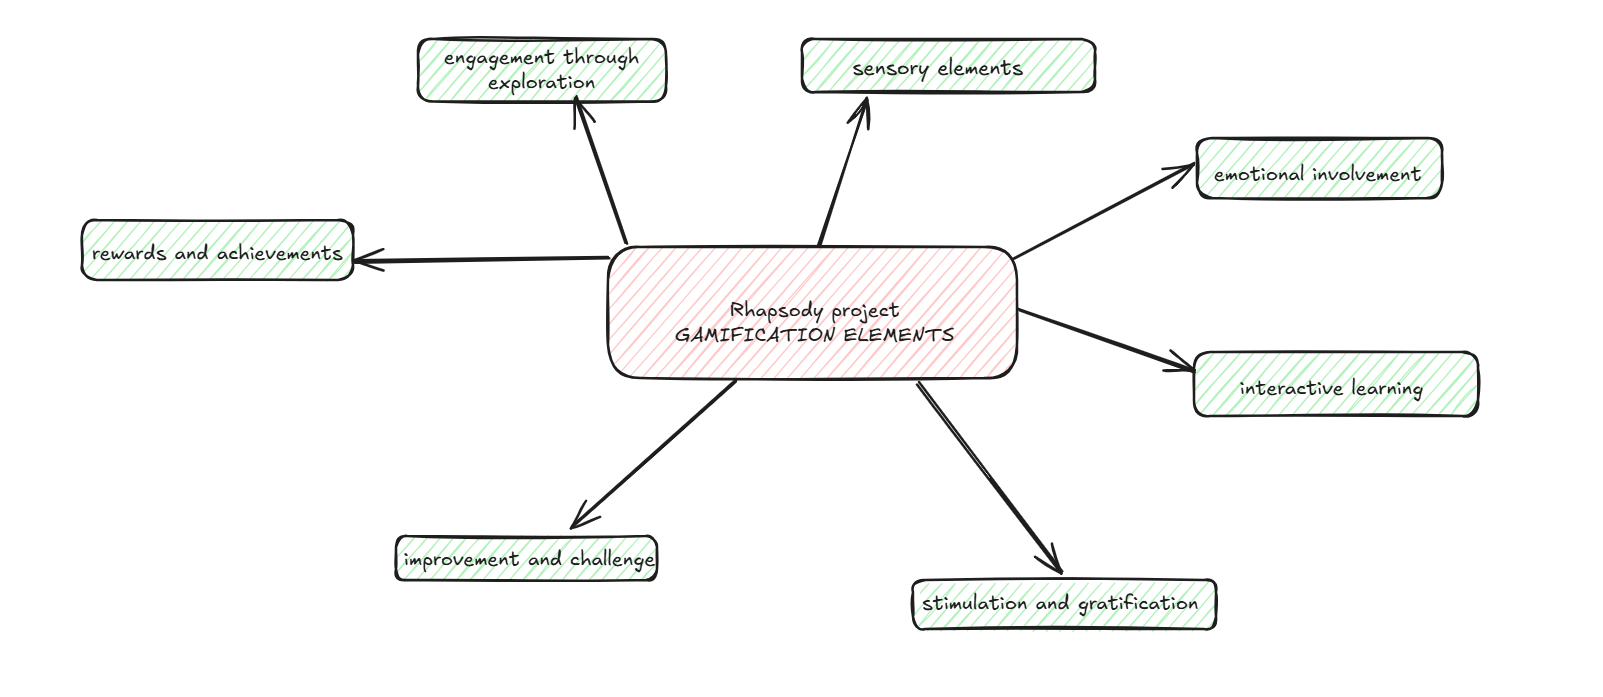 engagement through
exploration
sensory elements
emotional involvement
rewards and achievements
Rhapsody project
GAMIFICATION ELEMENTS
interactive learning
improvement and challenge
stimulation and gratification